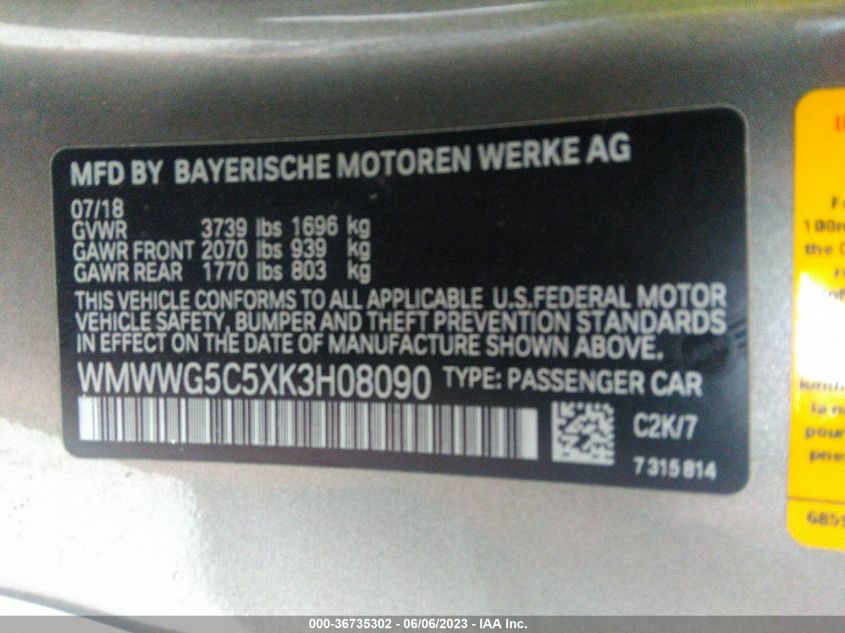 MFD BY BAYERISCHE MOTOREN WERKE AG
07/18
GVWR 3739 lbs 1696 kg
GAWR FRONT 2070 lbs 939 kg
GAWR REAR 1770 lbs 803 kg
THIS VEHICLE CONFORMS TO ALL APPLICABLE U.S.FEDERAL MOTOR
VEHICLE SAFETY, BUMPER AND THEFT PREVENTION STANDARDS
IN EFFECT ON THE DATE OF MANUFACTURE SHOWN ABOVE.
WMWWG5C5XK3H08090 TYPE: PASSENGER CAR
C2K/7
7315814
the
pour
000-36735302 - 06/06/2023 - IAA Inc.